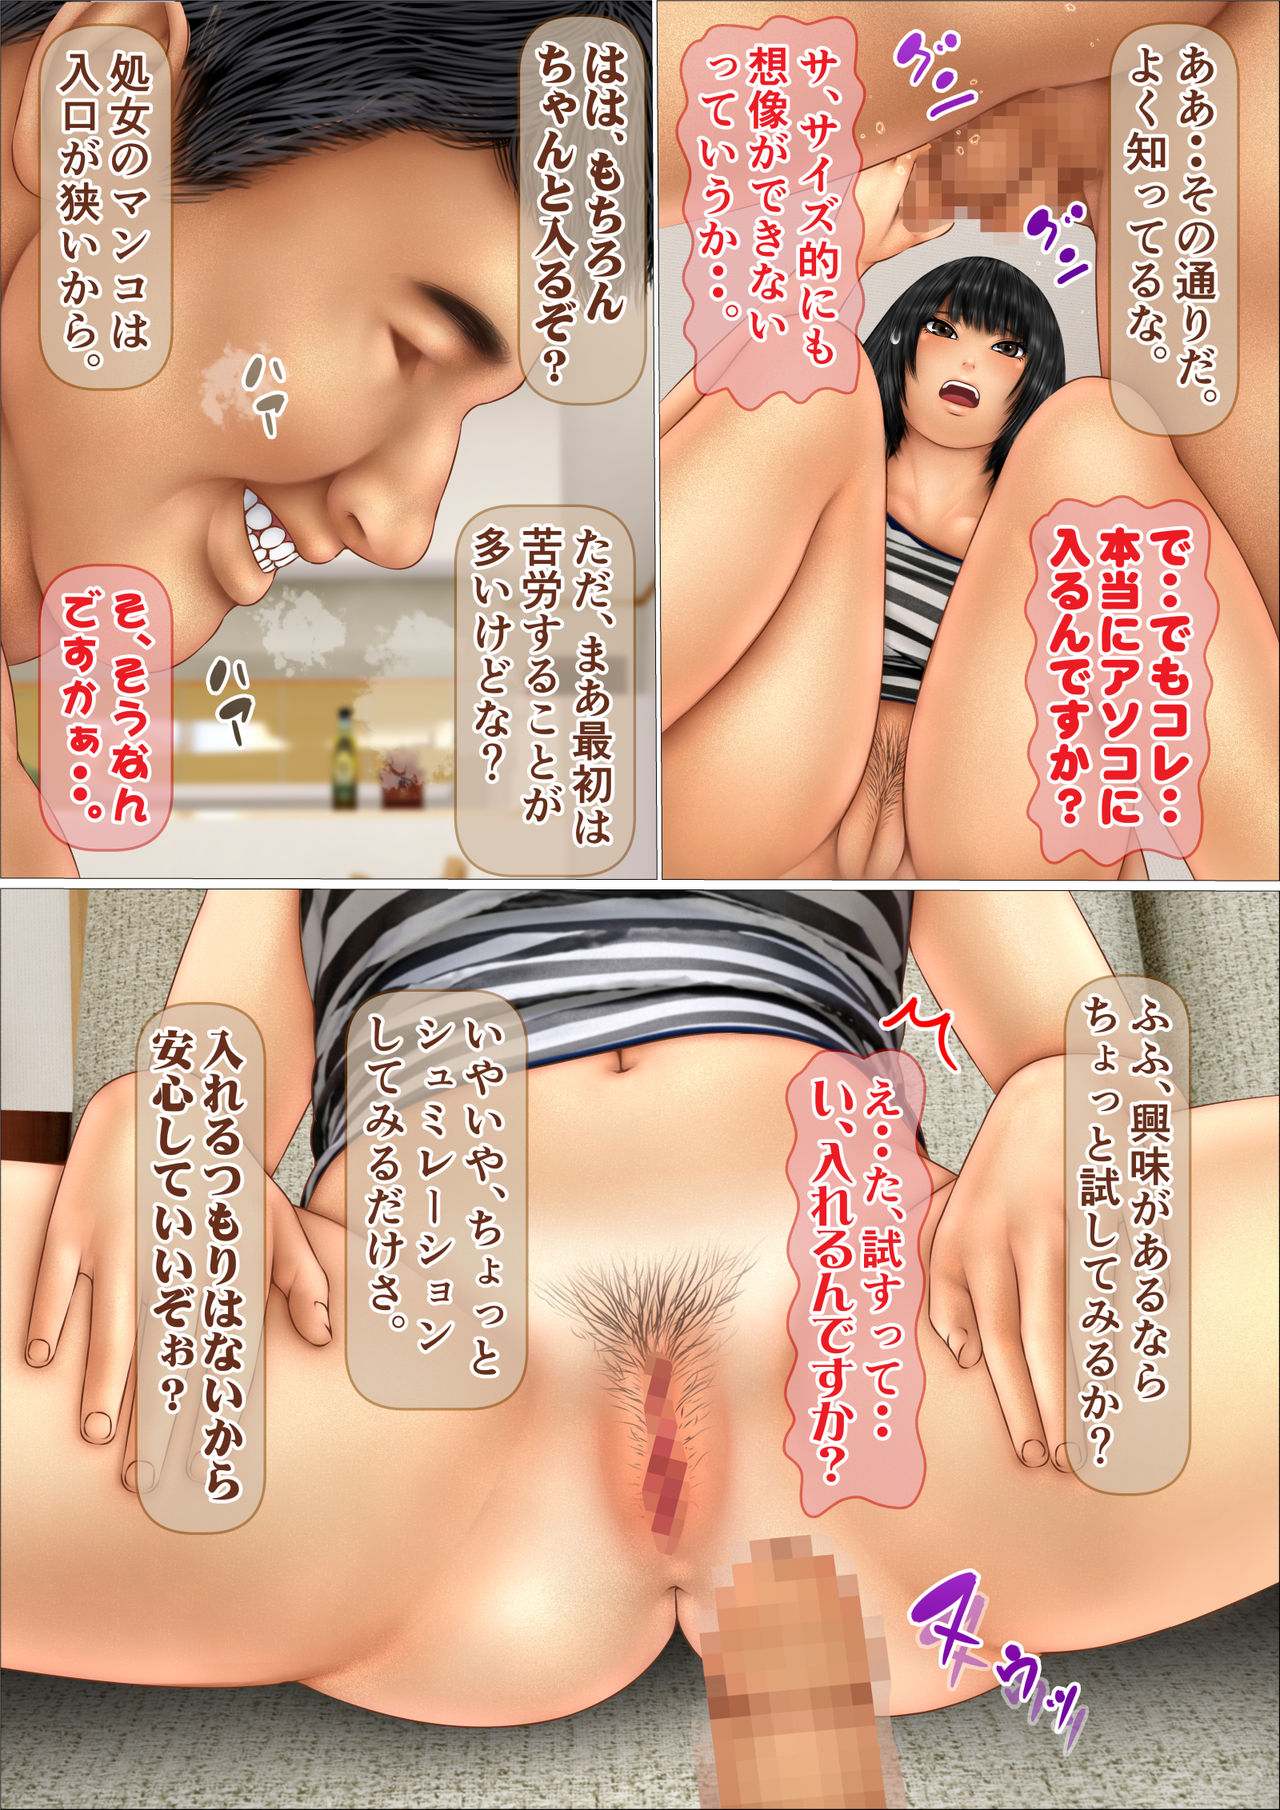 ああ・・その通りだ。
よく知ってるな。
グンッ
サ、サイズ的にも
想像ができない
っていうか・・。
グンッ
で・・でもコレ・・
本当にアソコに
入るんですか?
はは、もちろん
ちゃんと入るぞ?
処女のマンコは
入口が狭いから。
ハァ
ただ、まあ最初は
苦労することが
多いけどな?
ハァ
そ、そうなん
ですかぁ・・。
ふふ、興味があるなら
ちょっと試してみるか?
え・・た、試すって・・
い、入れるんですか?
いやいや、ちょっと
シュミレーション
してみるだけさ。
入れるつもりはないから
安心していいぞぉ?
ヌゥッ